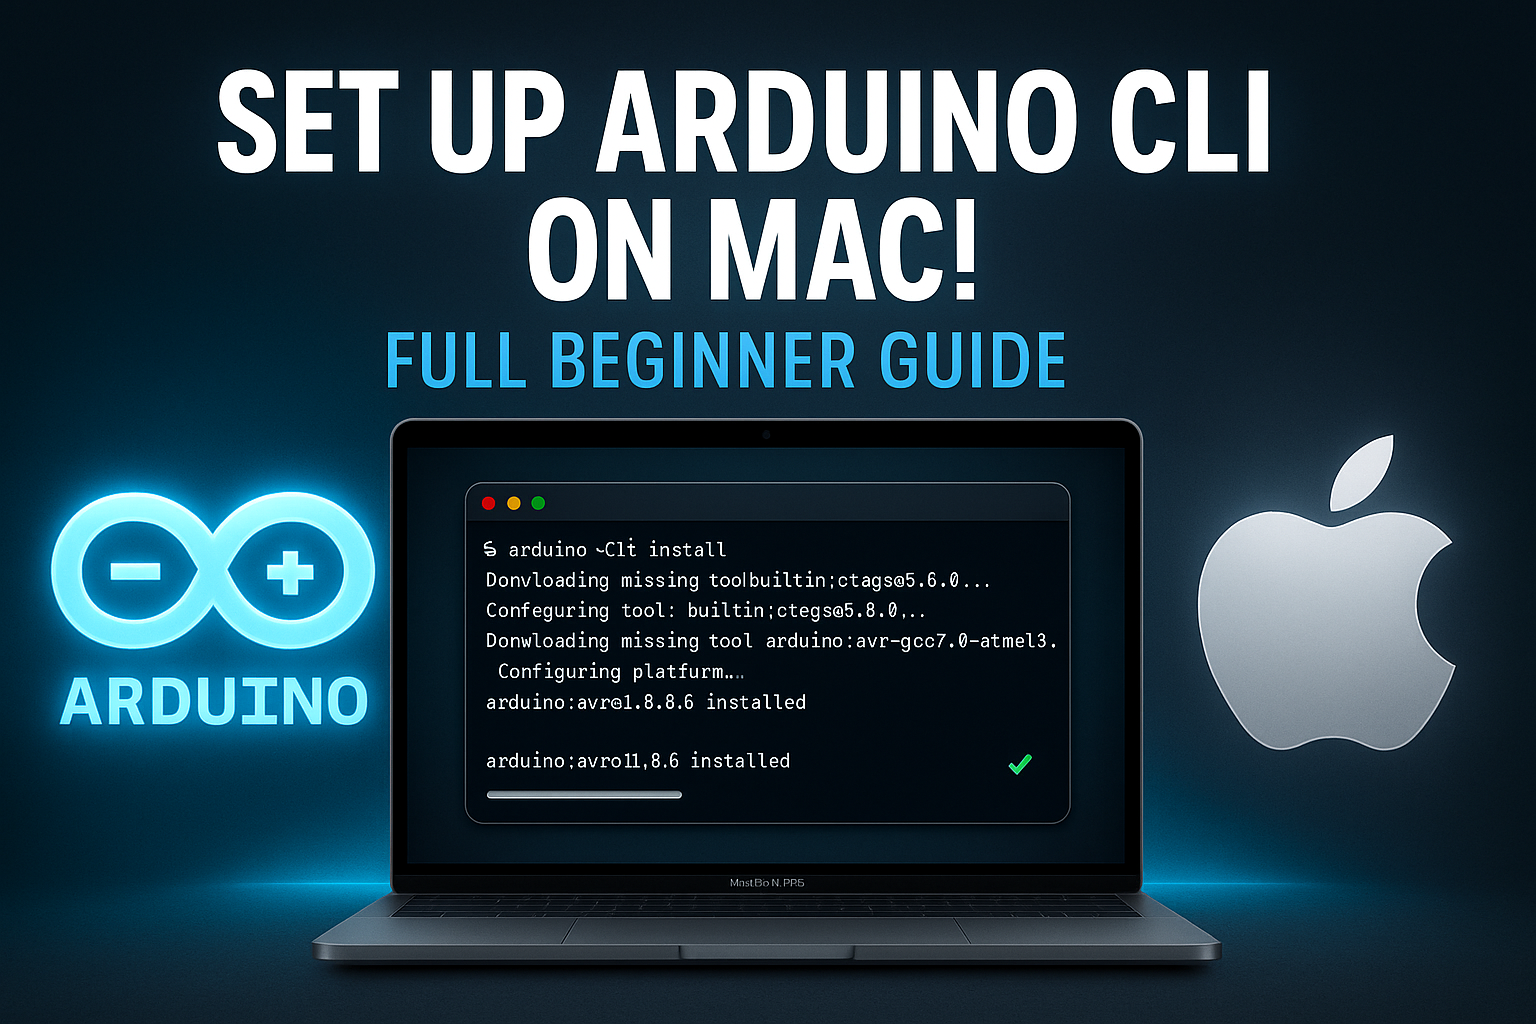 SET UP ARDUINO CLI
ON MAC!
FULL BEGINNER GUIDE
ARDUINO
arduino -Cli install
Donvloading missing toolbuiltin;ctags@5.6.0...
Confeguring tool: builtin;ctegs@5.8.0,..
Donwloading missing tool arduino:avr-gcc7.0-atmel3.
Configuring platfurm....
arduino:avr@1.8.8.6 installed
arduino;avro11,8.6 installed